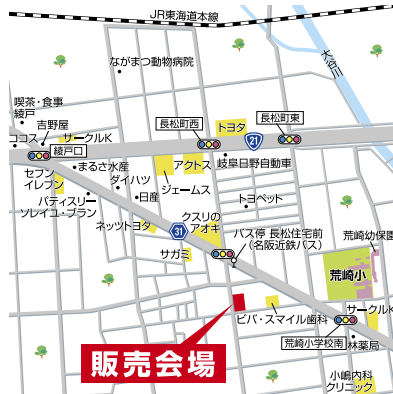 JR東海道本線
大谷川
ながまつ動物病院
喫茶・食事
綾戸
ココス
吉野屋
サークルK
綾戸口
長松町西
トヨタ
21
長松町東
岐阜日野自動車
まるさ水産
アクトス
セブン
イレブン
ダイハツ
ジェームス
日産
パティスリー
ソレイユ・ブラン
トヨペット
ネッツトヨタ
31
クスリの
アオキ
サガミ
バス停 長松住宅前
(名阪近鉄バス)
荒崎幼保園
荒崎小
ビバ・スマイル歯科
サークルK
荒崎小学校南
林薬局
販売会場
小嶋内科
クリニック